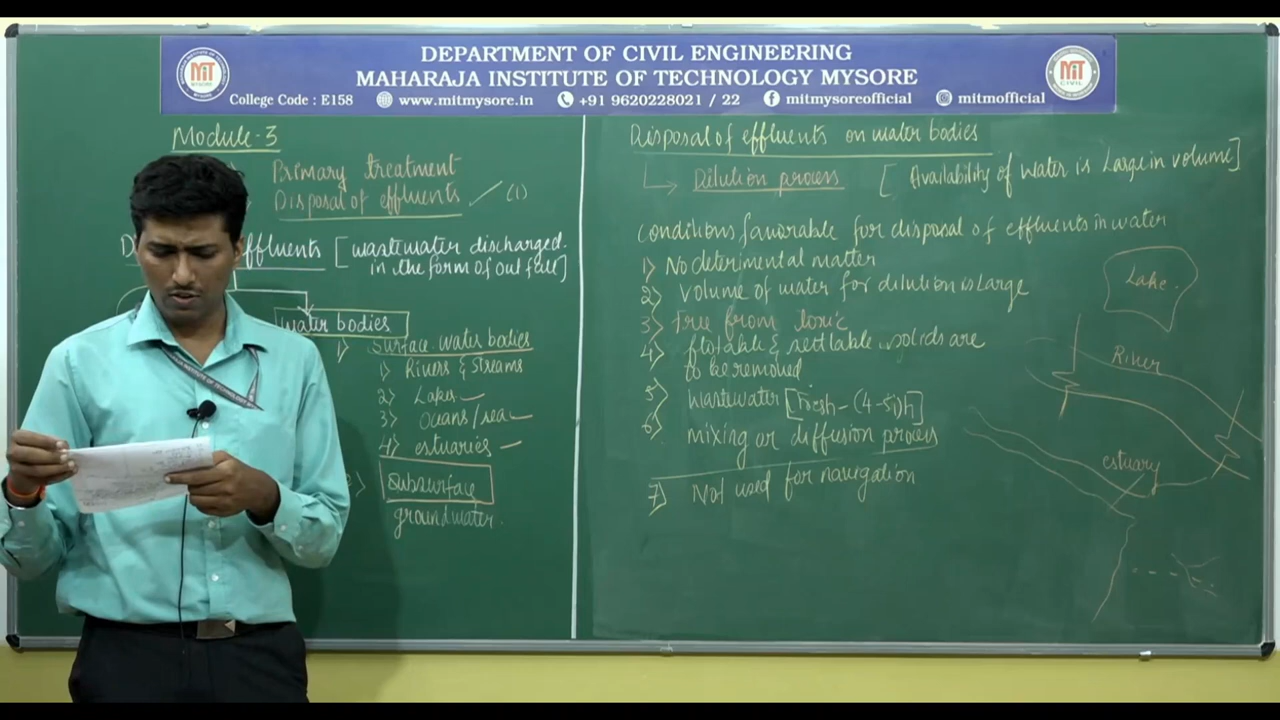 DEPARTMENT OF CIVIL ENGINEERING
MAHARAJA INSTITUTE OF TECHNOLOGY MYSORE
College Code : E158 www.mitmysore.in +91 9620228021 / 22 mitmysoreofficial mitmofficial
MIT
MIT
CIVIL
Module-3
Primary treatment
Disposal of effluents (1)
effluents [wastewater discharged
in the form of out fall]
water bodies
1) Surface water bodies
1) Rivers & streams
2) Lakes
3) Oceans/sea
4) estuaries
Subsurface
groundwater.
Disposal of effluents on water bodies
Dilution process [Availability of water is Large in volume]
Conditions favorable for disposal of effluents in water
1) No deterimental matter
2) volume of water for dilution is large
3) Free from toxic
4) flotable & settlable solids are
to be removed
5) wastewater [Fresh - (4-5)h]
6) mixing or diffusion process
7) Not used for navigation
Lake
River
estuary